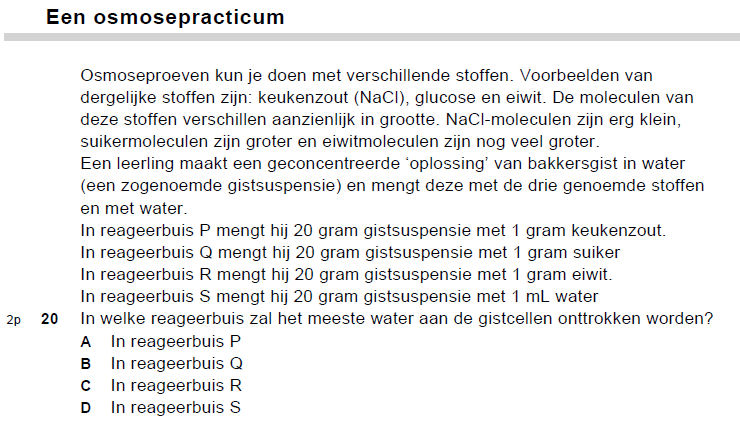 Een osmosepracticum
Osmoseproeven kun je doen met verschillende stoffen. Voorbeelden van
dergelijke stoffen zijn: keukenzout (NaCl), glucose en eiwit. De moleculen van
deze stoffen verschillen aanzienlijk in grootte. NaCl-moleculen zijn erg klein,
suikermoleculen zijn groter en eiwitmoleculen zijn nog veel groter.
Een leerling maakt een geconcentreerde ‘oplossing’ van bakkersgist in water
(een zogenoemde gistsuspensie) en mengt deze met de drie genoemde stoffen
en met water.
In reageerbuis P mengt hij 20 gram gistsuspensie met 1 gram keukenzout.
In reageerbuis Q mengt hij 20 gram gistsuspensie met 1 gram suiker
In reageerbuis R mengt hij 20 gram gistsuspensie met 1 gram eiwit.
In reageerbuis S mengt hij 20 gram gistsuspensie met 1 mL water
2p 20 In welke reageerbuis zal het meeste water aan de gistcellen onttrokken worden?
A In reageerbuis P
B In reageerbuis Q
C In reageerbuis R
D In reageerbuis S